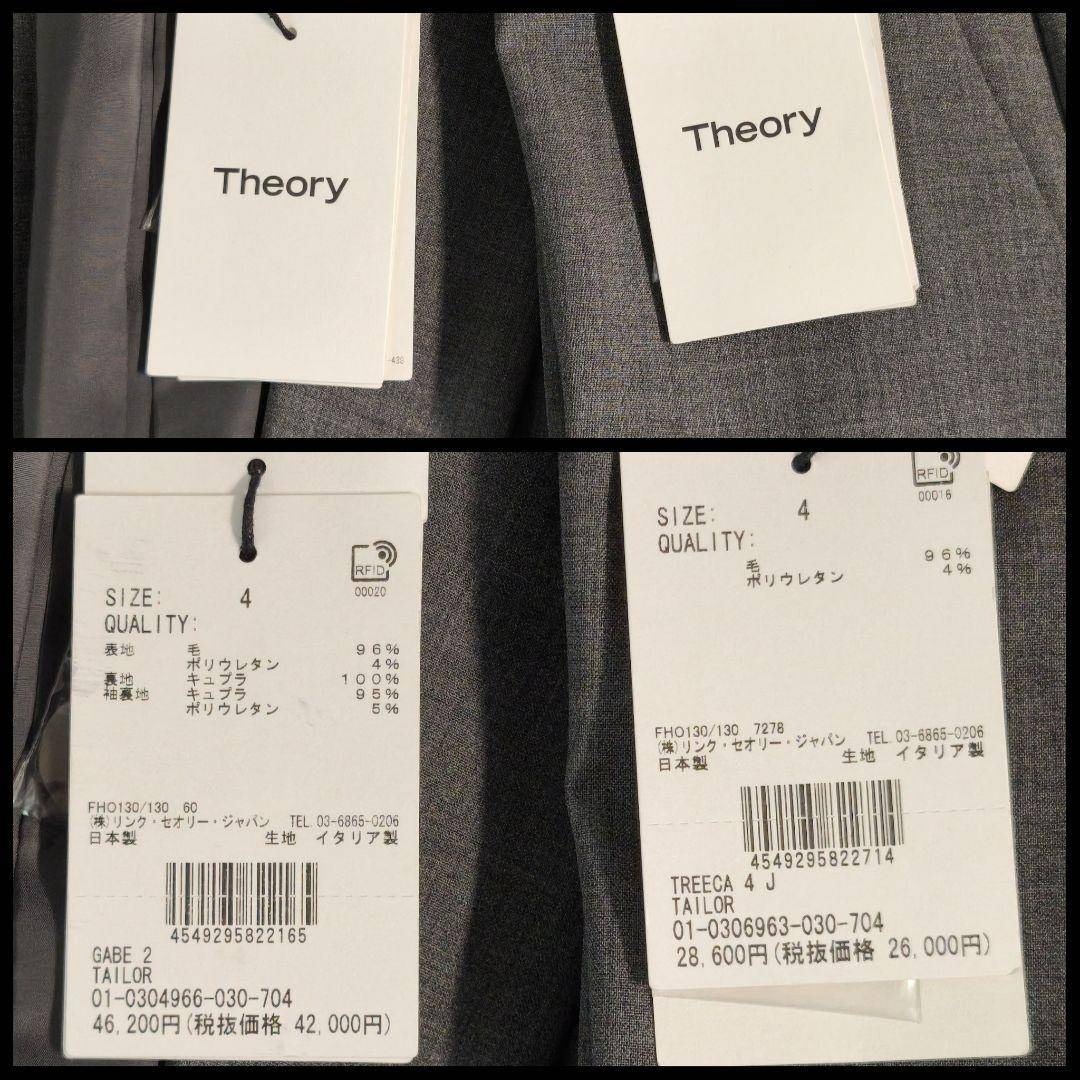 Theory
-433
Theory
RFID
00020
SIZE: 4
QUALITY:
表地 毛 96%
ポリウレタン 4%
裏地 キュプラ 100%
袖裏地 キュプラ 95%
ポリウレタン 5%
FHO130/130 60
(株)リンク・セオリー・ジャパン TEL 03-6865-0206
日本製 生地 イタリア製
4549295822165
GABE 2
TAILOR
01-0304966-030-704
46,200円(税抜価格 42,000円)
RFID
00016
SIZE: 4
QUALITY:
毛 96%
ポリウレタン 4%
FHO130/130 7278
(株)リンク・セオリー・ジャパン TEL 03-6865-0206
日本製 生地 イタリア製
4549295822714
TREECA 4 J
TAILOR
01-0306963-030-704
28,600円(税抜価格 26,000円)